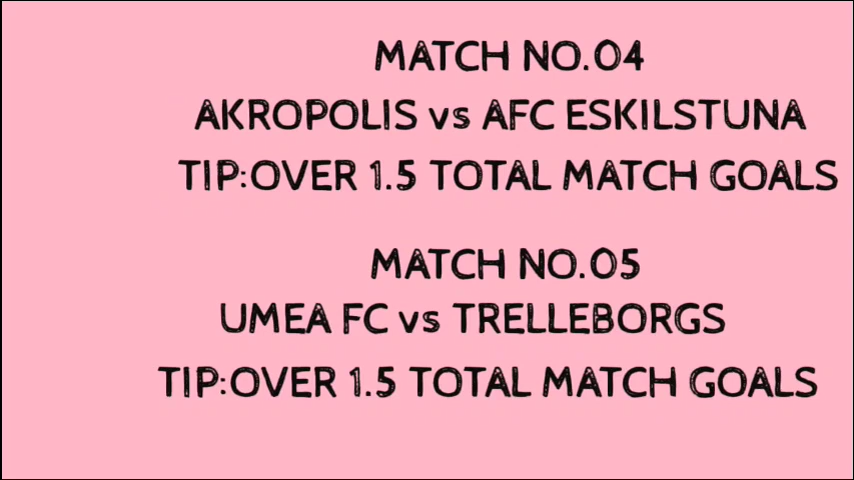 MATCH NO.04
AKROPOLIS vs AFC ESKILSTUNA
TIP:OVER 1.5 TOTAL MATCH GOALS
MATCH NO.05
UMEA FC vs TRELLEBORGS
TIP:OVER 1.5 TOTAL MATCH GOALS